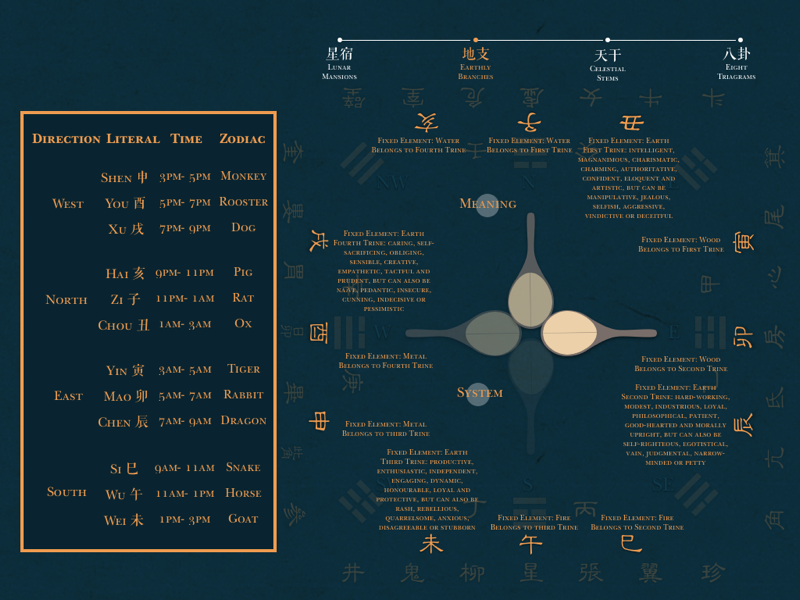 星宿
LUNAR
MANSIONS
地支
EARTHLY
BRANCHES
天干
CELESTIAL
STEMS
八卦
EIGHT
TRIAGRAMS
DIRECTION LITERAL TIME ZODIAC
SHEN 申 3PM- 5PM MONKEY
WEST YOU 酉 5PM- 7PM ROOSTER
XU 戌 7PM- 9PM DOG
HAI 亥 9PM- 11PM PIG
NORTH ZI 子 11PM- 1AM RAT
CHOU 丑 1AM- 3AM OX
YIN 寅 3AM- 5AM TIGER
EAST MAO 卯 5AM- 7AM RABBIT
CHEN 辰 7AM- 9AM DRAGON
SI 巳 9AM- 11AM SNAKE
SOUTH WU 午 11AM- 1PM HORSE
WEI 未 1PM- 3PM GOAT
壁 室 危 虛 女 牛 斗
亥
FIXED ELEMENT: WATER
BELONGS TO FOURTH TRINE
子
FIXED ELEMENT: WATER
BELONGS TO FIRST TRINE
丑
FIXED ELEMENT: EARTH
FIRST TRINE: INTELLIGENT,
MAGNANIMOUS, CHARISMATIC,
CHARMING, AUTHORITATIVE,
CONFIDENT, ELOQUENT AND
ARTISTIC, BUT CAN BE
MANIPULATIVE, JEALOUS,
SELFISH, AGGRESSIVE,
VINDICTIVE OR DECEITFUL
MEANING
戌
FIXED ELEMENT: EARTH
FOURTH TRINE: CARING, SELF-
SACRIFICING, OBLIGING,
SENSIBLE, CREATIVE,
EMPATHETIC, TACTFUL AND
PRUDENT, BUT CAN ALSO BE
NAIVE, PEDANTIC, INSECURE,
CUNNING, INDECISIVE OR
PESSIMISTIC
FIXED ELEMENT: WOOD
BELONGS TO FIRST TRINE
寅
酉
FIXED ELEMENT: METAL
BELONGS TO FOURTH TRINE
卯
FIXED ELEMENT: WOOD
BELONGS TO SECOND TRINE
SYSTEM
申
FIXED ELEMENT: METAL
BELONGS TO THIRD TRINE
FIXED ELEMENT: EARTH
SECOND TRINE: HARD-WORKING,
MODEST, INDUSTRIOUS, LOYAL,
PHILOSOPHICAL, PATIENT,
GOOD-HEARTED AND MORALLY
UPRIGHT, BUT CAN ALSO BE
SELF-RIGHTEOUS, EGOTISTICAL,
VAIN, JUDGMENTAL, NARROW-
MINDED OR PETTY
辰
FIXED ELEMENT: EARTH
THIRD TRINE: PRODUCTIVE,
ENTHUSIASTIC, INDEPENDENT,
ENGAGING, DYNAMIC,
HONOURABLE, LOYAL AND
PROTECTIVE, BUT CAN ALSO BE
RASH, REBELLIOUS,
QUARRELSOME, ANXIOUS,
DISAGREEABLE OR STUBBORN
未
FIXED ELEMENT: FIRE
BELONGS TO THIRD TRINE
午
FIXED ELEMENT: FIRE
BELONGS TO SECOND TRINE
巳
箕
尾
心
房
氐
亢
角
井 鬼 柳 星 張 翼 珍